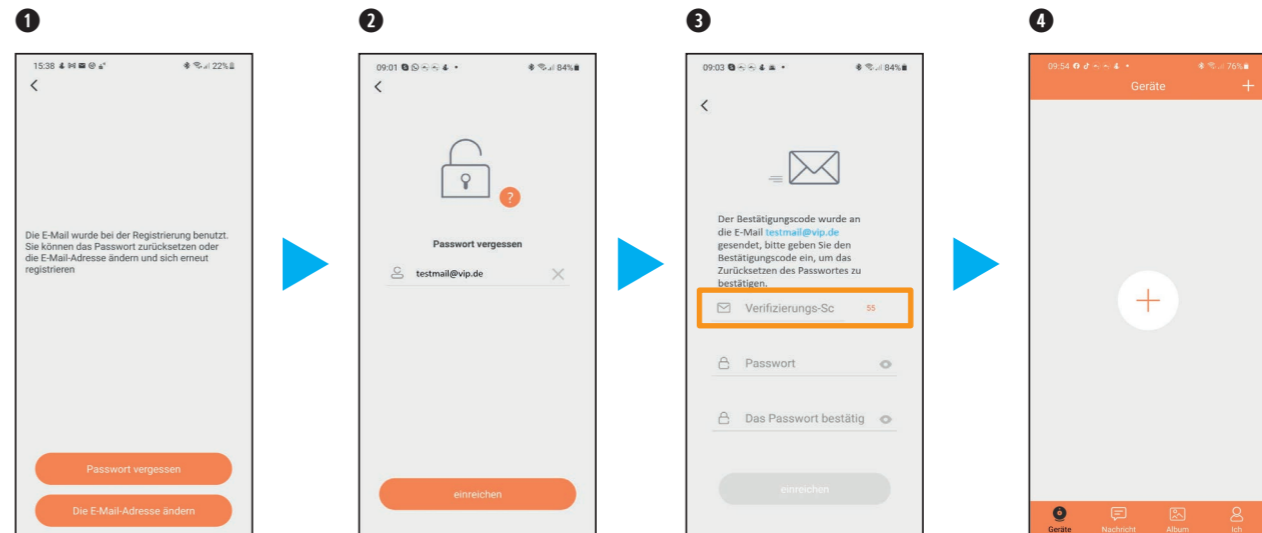 1
2
3
4
15:38
22%
Die E-Mail wurde bei der Registrierung benutzt.
Sie können das Passwort zurücksetzen oder
die E-Mail-Adresse ändern und sich erneut
registrieren
Passwort vergessen
Die E-Mail-Adresse ändern
09:01
84%
?
Passwort vergessen
testmail@vip.de
einreichen
09:03
84%
Der Bestätigungscode wurde an
die E-Mail testmail@vip.de
gesendet, bitte geben Sie den
Bestätigungscode ein, um das
Zurücksetzen des Passwortes zu
bestätigen.
Verifizierungs-Sc 55
Passwort
Das Passwort bestätig
einreichen
09:54
76%
Geräte
Geräte Nachricht Album Ich